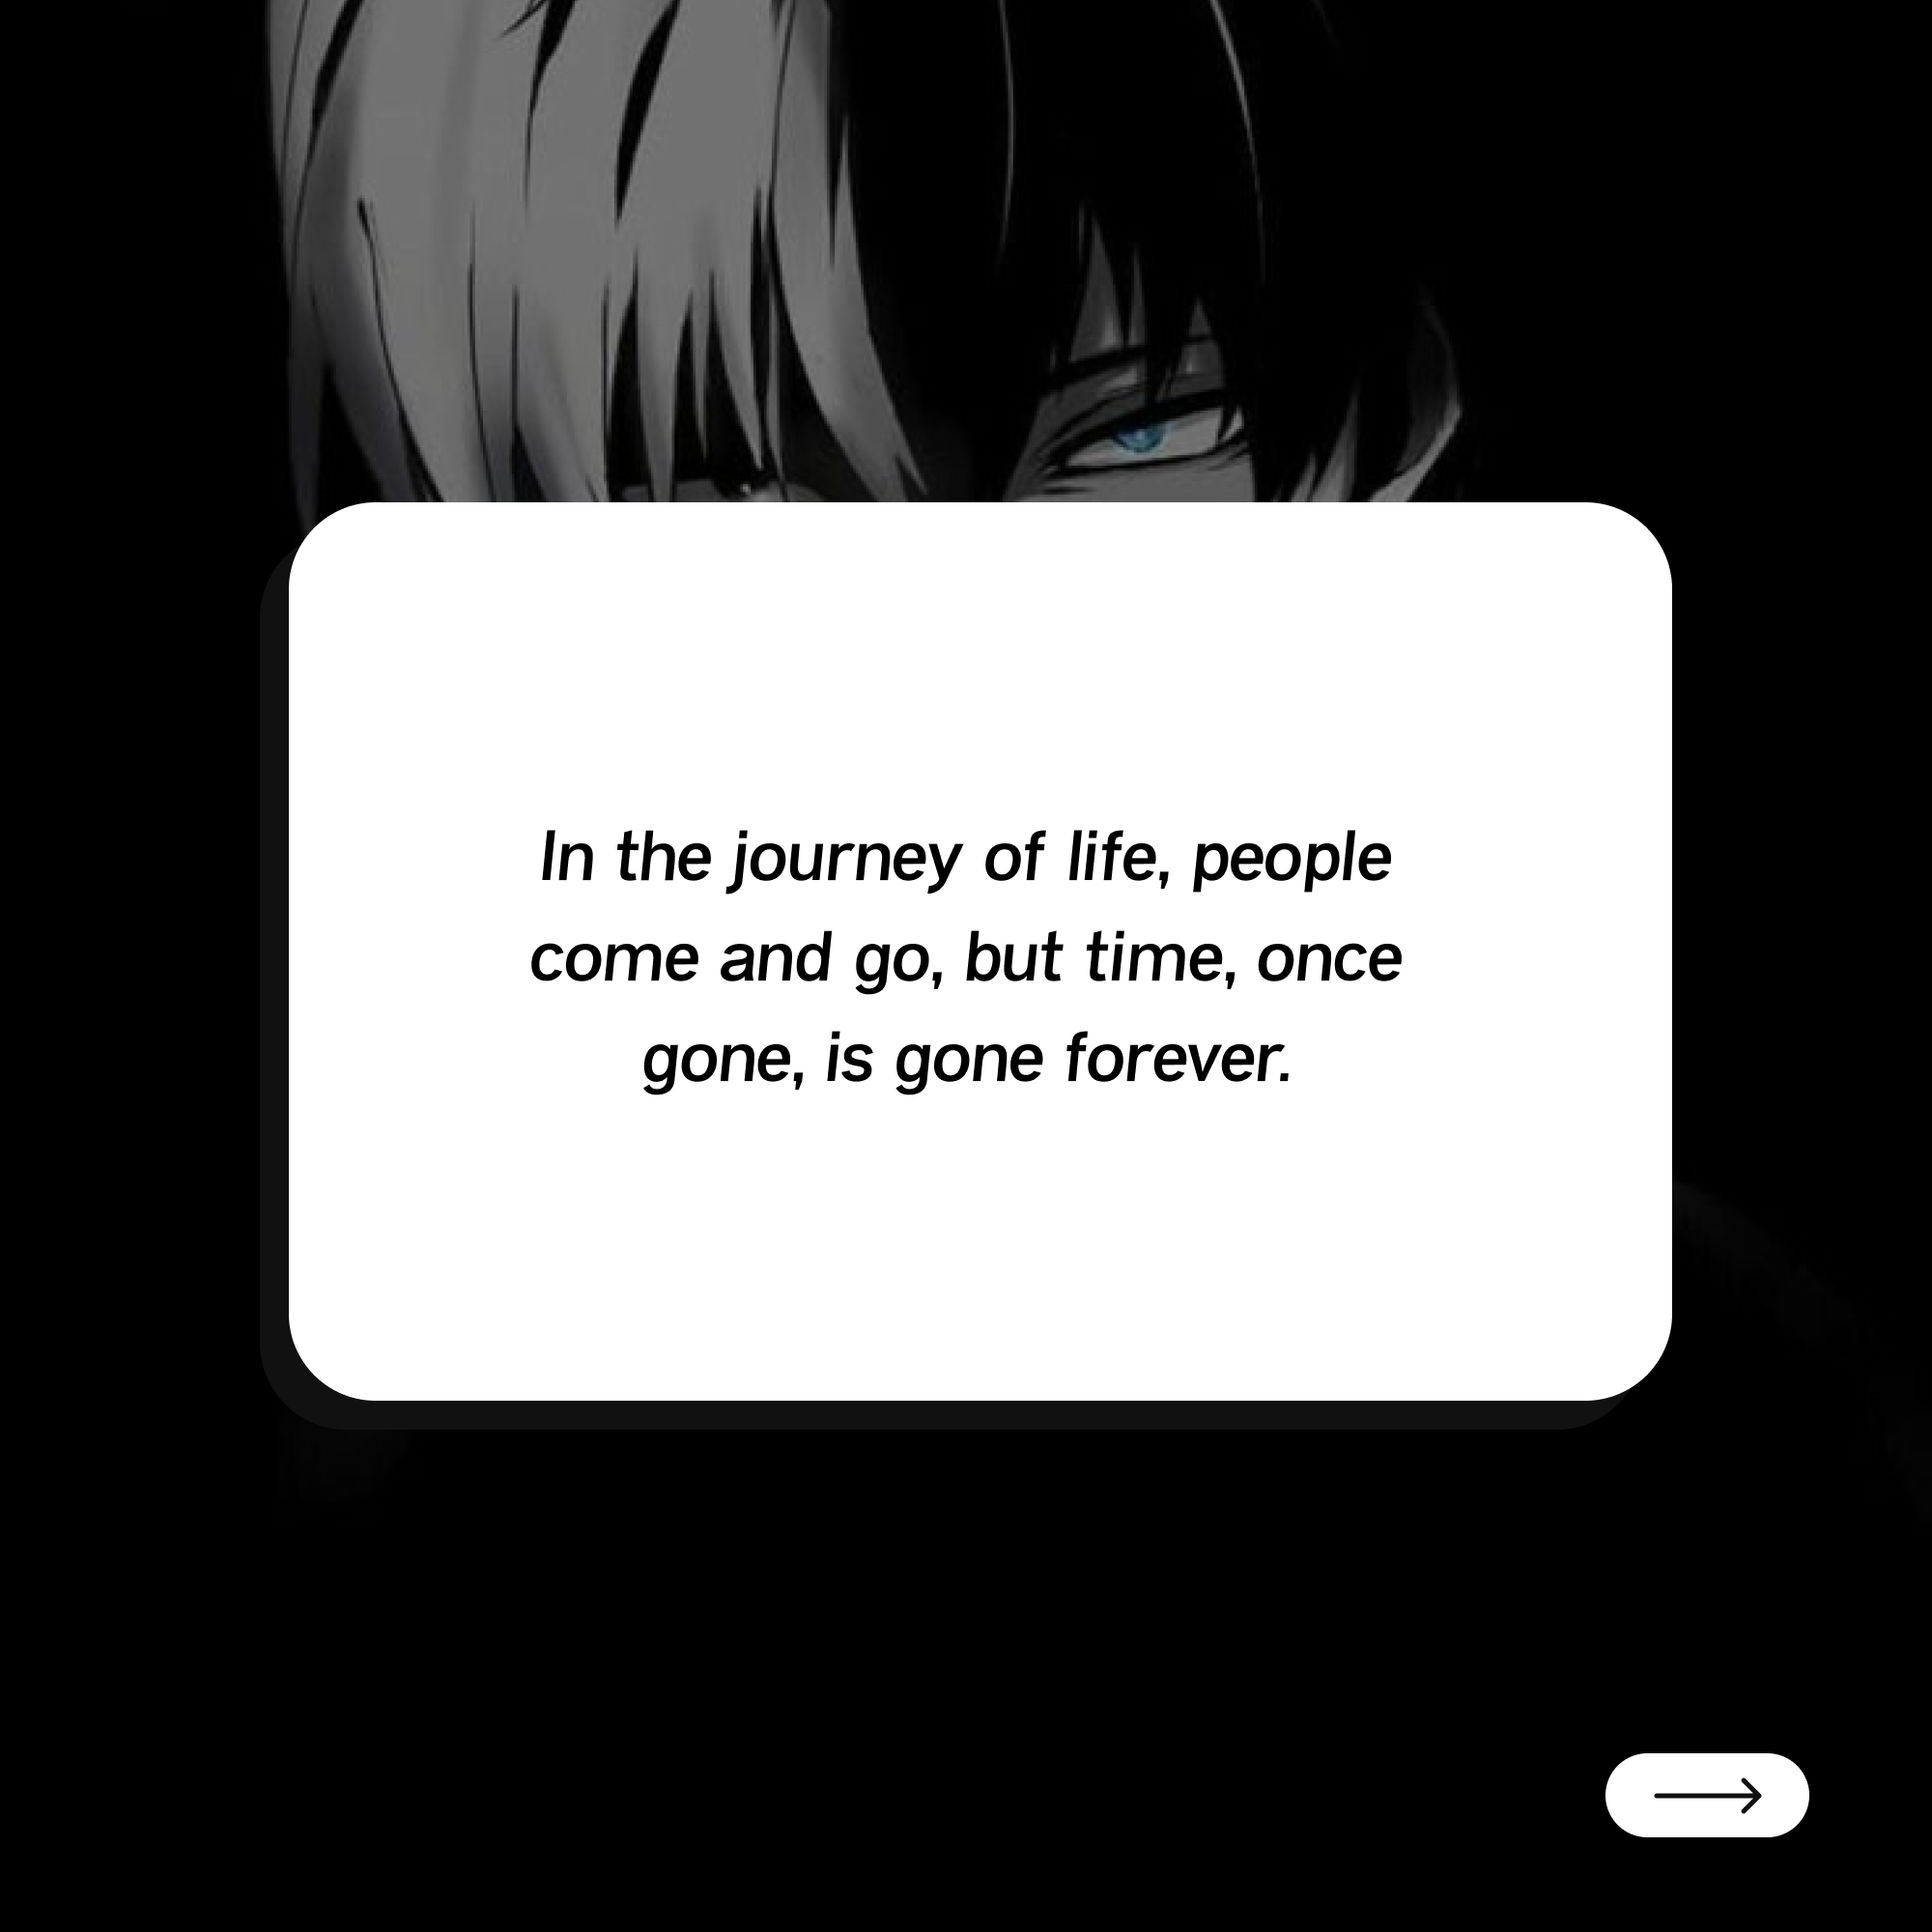 In the journey of life, people
come and go, but time, once
gone, is gone forever.